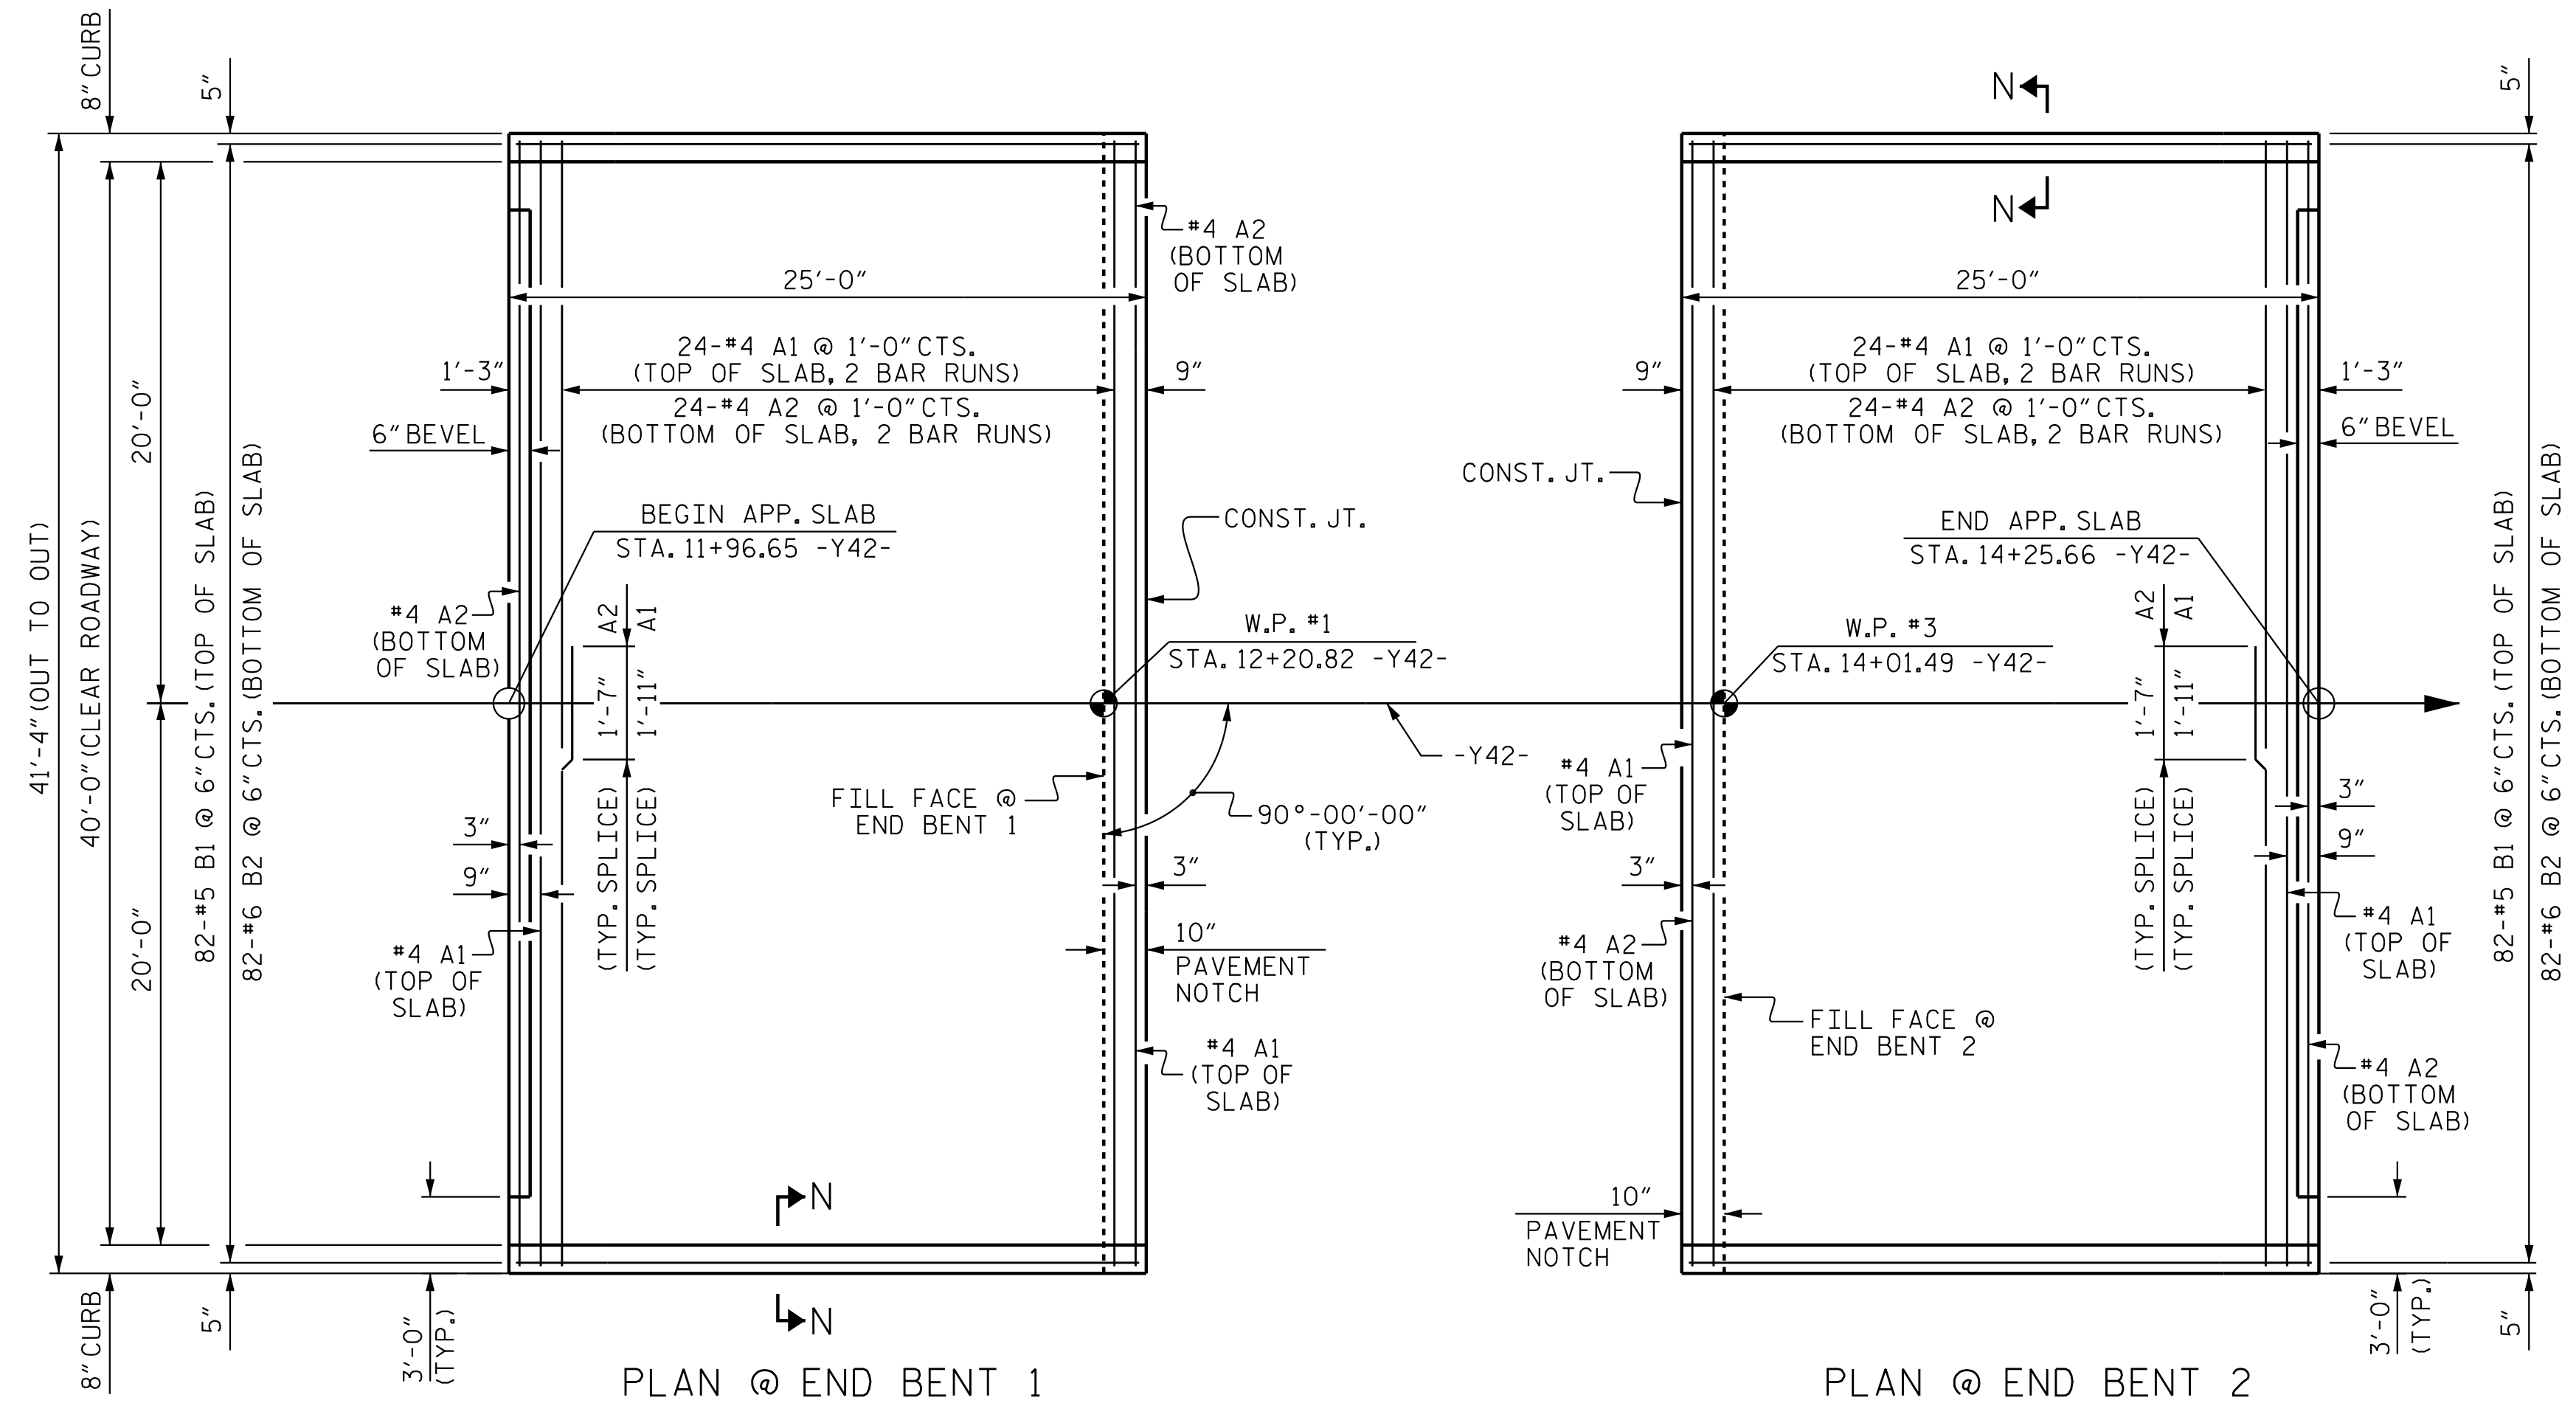 8" CURB
5"
41'-4" (OUT TO OUT)
40'-0" (CLEAR ROADWAY)
20'-0"
20'-0"
82-#5 B1 @ 6" CTS. (TOP OF SLAB)
82-#6 B2 @ 6" CTS. (BOTTOM OF SLAB)
8" CURB
5"
3'-0"
(TYP.)
25'-0"
24-#4 A1 @ 1'-0" CTS.
(TOP OF SLAB, 2 BAR RUNS)
24-#4 A2 @ 1'-0" CTS.
(BOTTOM OF SLAB, 2 BAR RUNS)
1'-3"
9"
6" BEVEL
BEGIN APP. SLAB
STA. 11+96.65 -Y42-
#4 A2
(BOTTOM
OF SLAB)
A2
A1
1'-7"
1'-11"
(TYP. SPLICE)
(TYP. SPLICE)
3"
9"
#4 A1
(TOP OF
SLAB)
#4 A2
(BOTTOM
OF SLAB)
CONST. JT.
W.P. #1
STA. 12+20.82 -Y42-
FILL FACE @
END BENT 1
90°-00'-00"
(TYP.)
-Y42-
3"
10"
PAVEMENT
NOTCH
#4 A1
(TOP OF
SLAB)
N
N
PLAN @ END BENT 1
N
N
25'-0"
24-#4 A1 @ 1'-0" CTS.
(TOP OF SLAB, 2 BAR RUNS)
24-#4 A2 @ 1'-0" CTS.
(BOTTOM OF SLAB, 2 BAR RUNS)
9"
1'-3"
6" BEVEL
CONST. JT.
END APP. SLAB
STA. 14+25.66 -Y42-
W.P. #3
STA. 14+01.49 -Y42-
A2
A1
1'-7"
1'-11"
(TYP. SPLICE)
(TYP. SPLICE)
#4 A1
(TOP OF
SLAB)
3"
#4 A2
(BOTTOM
OF SLAB)
FILL FACE @
END BENT 2
10"
PAVEMENT
NOTCH
3"
9"
#4 A1
(TOP OF
SLAB)
#4 A2
(BOTTOM
OF SLAB)
5"
82-#5 B1 @ 6" CTS. (TOP OF SLAB)
82-#6 B2 @ 6" CTS. (BOTTOM OF SLAB)
3'-0"
(TYP.)
5"
PLAN @ END BENT 2